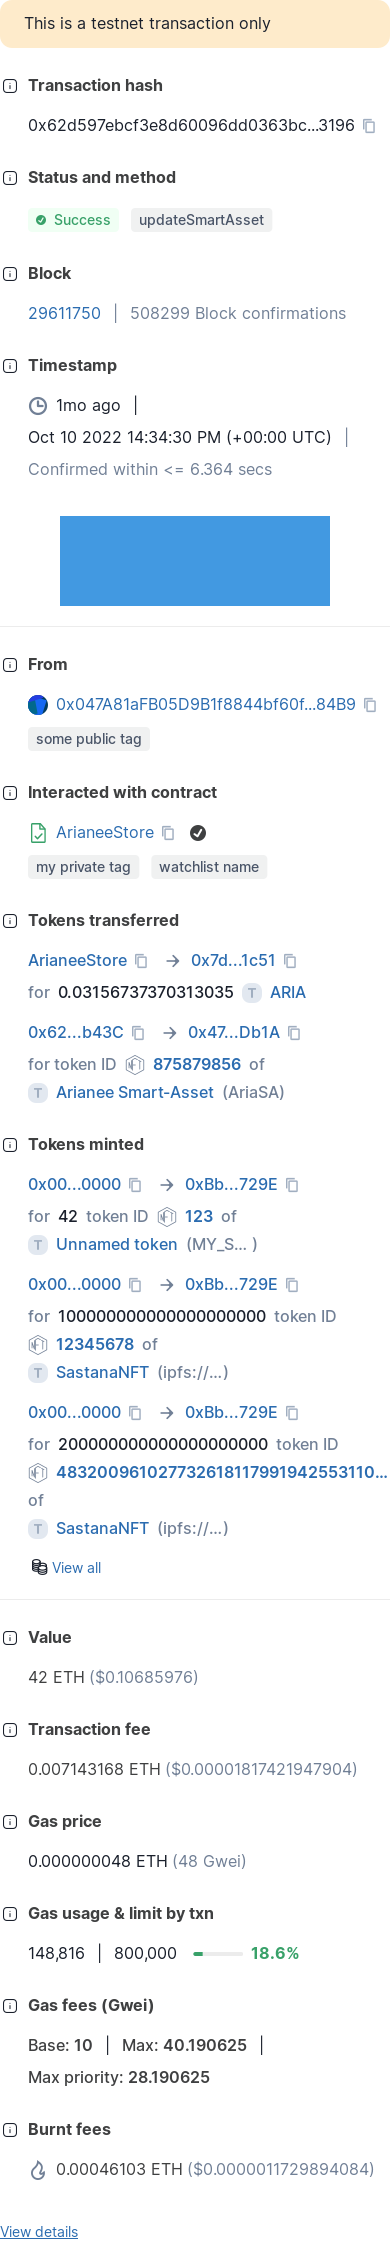 This is a testnet transaction only
Transaction hash
0x62d597ebcf3e8d60096dd0363bc...3196
Status and method
Success updateSmartAsset
Block
29611750 | 508299 Block confirmations
Timestamp
1mo ago |
Oct 10 2022 14:34:30 PM (+00:00 UTC) |
Confirmed within <= 6.364 secs
From
0x047A81aFB05D9B1f8844bf60f...84B9
some public tag
Interacted with contract
ArianeeStore
my private tag watchlist name
Tokens transferred
ArianeeStore → 0x7d...1c51
for 0.03156737370313035 T ARIA
0x62...b43C → 0x47...Db1A
for token ID 875879856 of
T Arianee Smart-Asset (AriaSA)
Tokens minted
0x00...0000 → 0xBb...729E
for 42 token ID 123 of
T Unnamed token (MY_S... )
0x00...0000 → 0xBb...729E
for 100000000000000000000 token ID
12345678 of
T SastanaNFT (ipfs://...)
0x00...0000 → 0xBb...729E
for 200000000000000000000 token ID
483200961027732618117991942553110...
of
T SastanaNFT (ipfs://...)
View all
Value
42 ETH ($0.10685976)
Transaction fee
0.007143168 ETH ($0.00001817421947904)
Gas price
0.000000048 ETH (48 Gwei)
Gas usage & limit by txn
148,816 | 800,000 18.6%
Gas fees (Gwei)
Base: 10 | Max: 40.190625 |
Max priority: 28.190625
Burnt fees
0.00046103 ETH ($0.0000011729894084)
View details